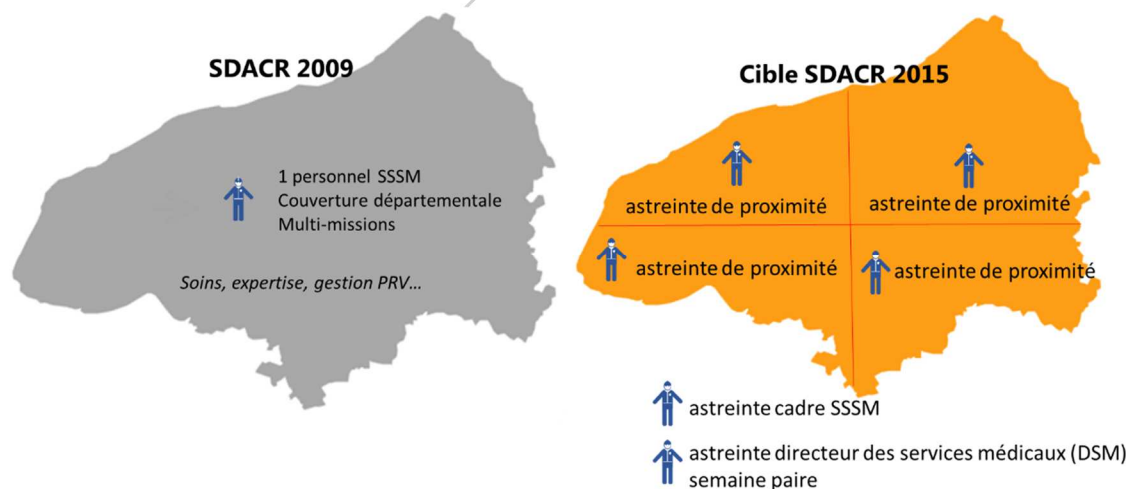 SDACR 2009
1 personnel SSSM
Couverture départementale
Multi-missions
Soins, expertise, gestion PRV...
Cible SDACR 2015
astreinte de proximité
astreinte de proximité
astreinte de proximité
astreinte de proximité
astreinte cadre SSSM
astreinte directeur des services médicaux (DSM)
semaine paire